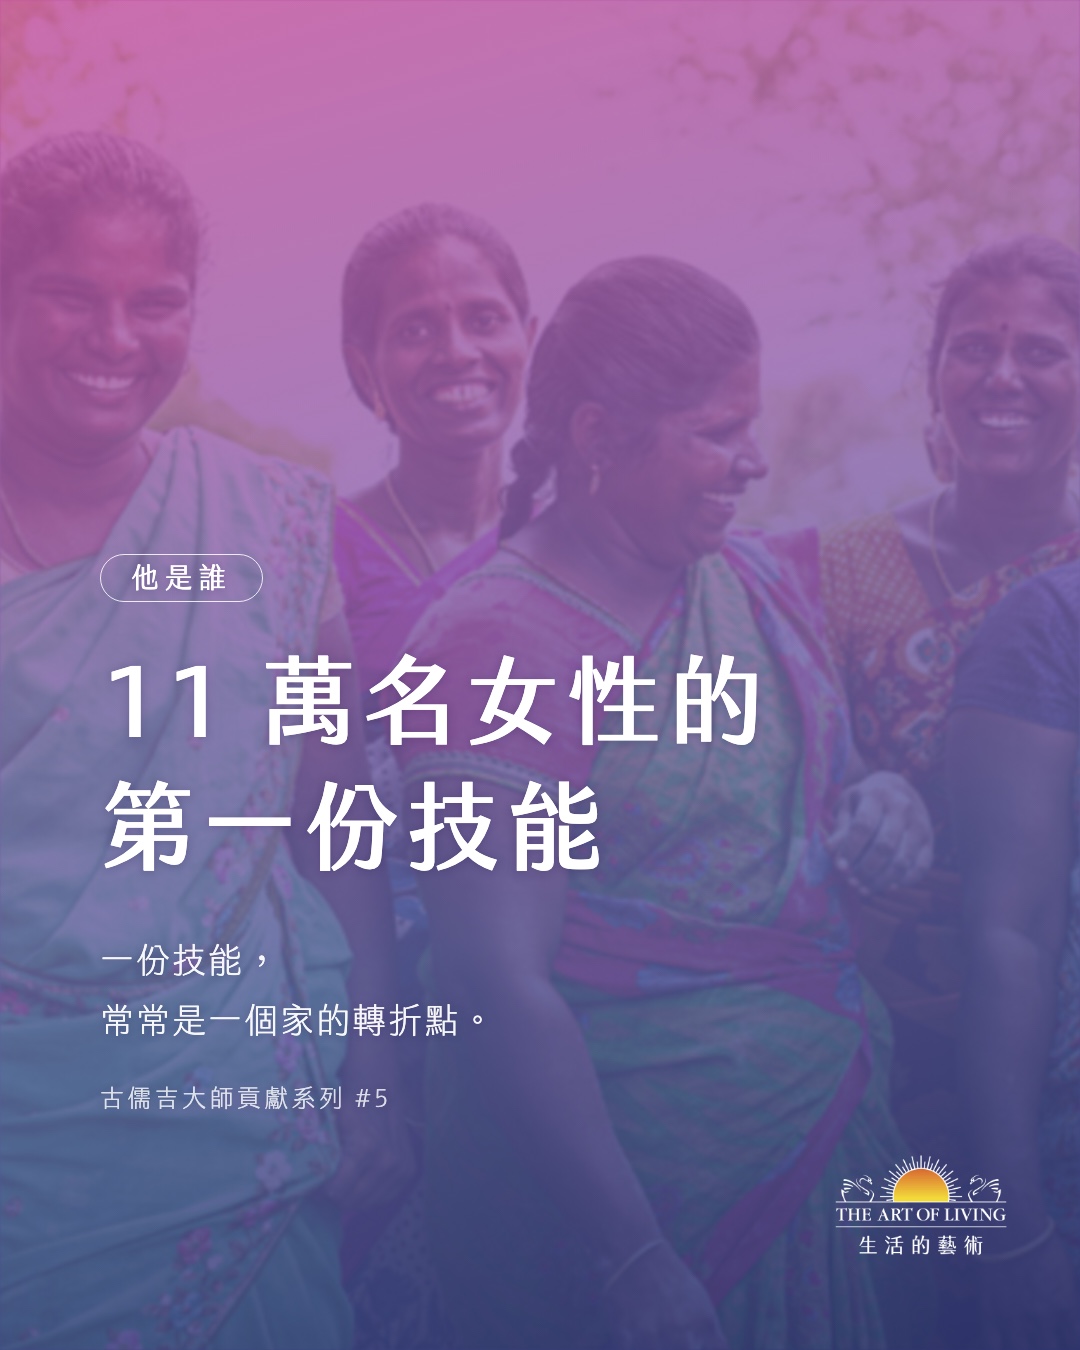 他是誰
11 萬名女性的
第一份技能
一份技能，
常常是一個家的轉折點。
古儒吉大師貢獻系列 #5
THE ART OF LIVING
生活的藝術